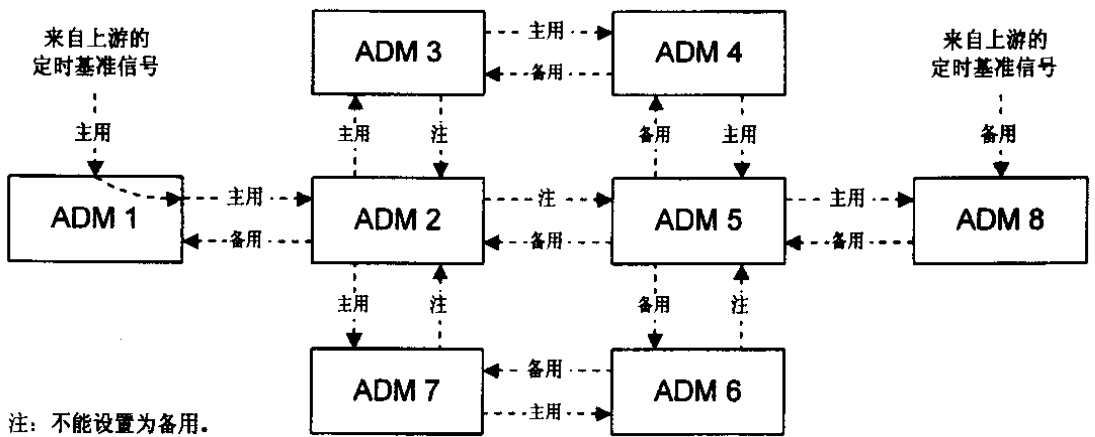 来自上游的
定时基准信号
主用
ADM 3
主用
备用
ADM 4
来自上游的
定时基准信号
备用
主用
注
备用
主用
ADM 1
主用
备用
ADM 2
注
备用
ADM 5
主用
备用
ADM 8
主用
注
备用
注
ADM 7
备用
主用
ADM 6
注：不能设置为备用。